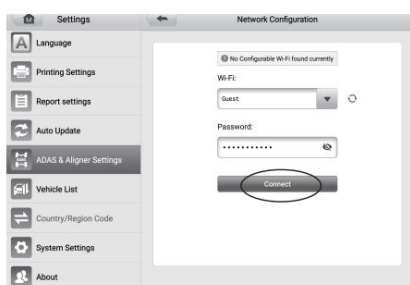 Settings
Network Configuration
Language
Printing Settings
Report settings
Auto Update
ADAS & Aligner Settings
Vehicle List
Country/Region Code
System Settings
About
No Configurable Wi-Fi found currently
Wi-Fi:
Guest
Password:
Connect